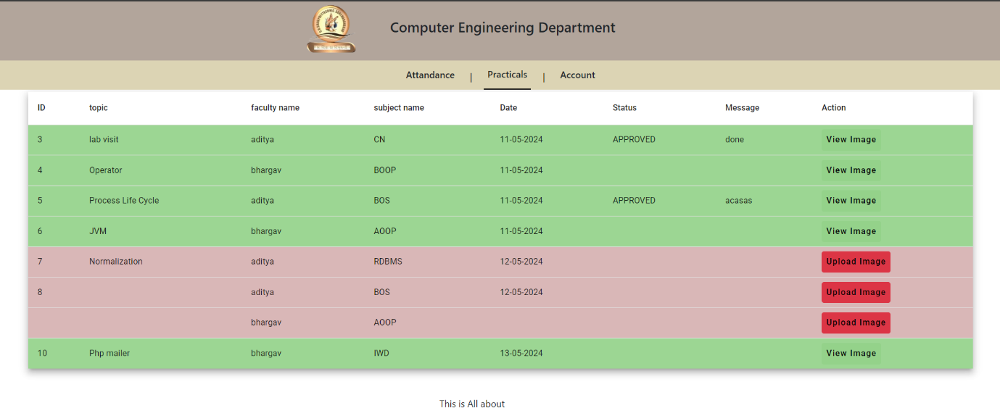 Computer Engineering Department
Attandance | Practicals | Account
ID topic faculty name subject name Date Status Message Action
3 lab visit aditya CN 11-05-2024 APPROVED done View Image
4 Operator bhargav BOOP 11-05-2024 View Image
5 Process Life Cycle aditya BOS 11-05-2024 APPROVED acasas View Image
6 JVM bhargav AOOP 11-05-2024 View Image
7 Normalization aditya RDBMS 12-05-2024 Upload Image
8 aditya BOS 12-05-2024 Upload Image
bhargav AOOP Upload Image
10 Php mailer bhargav IWD 13-05-2024 View Image
This is All about